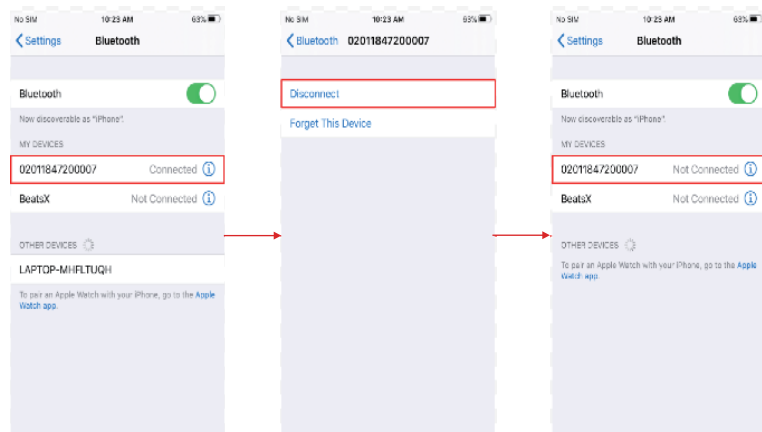 No SIM 10:23 AM 63%
Settings Bluetooth
Bluetooth
Now discoverable as "iPhone".
MY DEVICES
02011847200007 Connected
BeatsX Not Connected
OTHER DEVICES
LAPTOP-MHFLTUQH
To pair an Apple Watch with your iPhone, go to the Apple
Watch app.
No SIM 10:23 AM 63%
Bluetooth 02011847200007
Disconnect
Forget This Device
No SIM 10:23 AM 63%
Settings Bluetooth
Bluetooth
Now discoverable as "iPhone".
MY DEVICES
02011847200007 Not Connected
BeatsX Not Connected
OTHER DEVICES
To pair an Apple Watch with your iPhone, go to the Apple
Watch app.